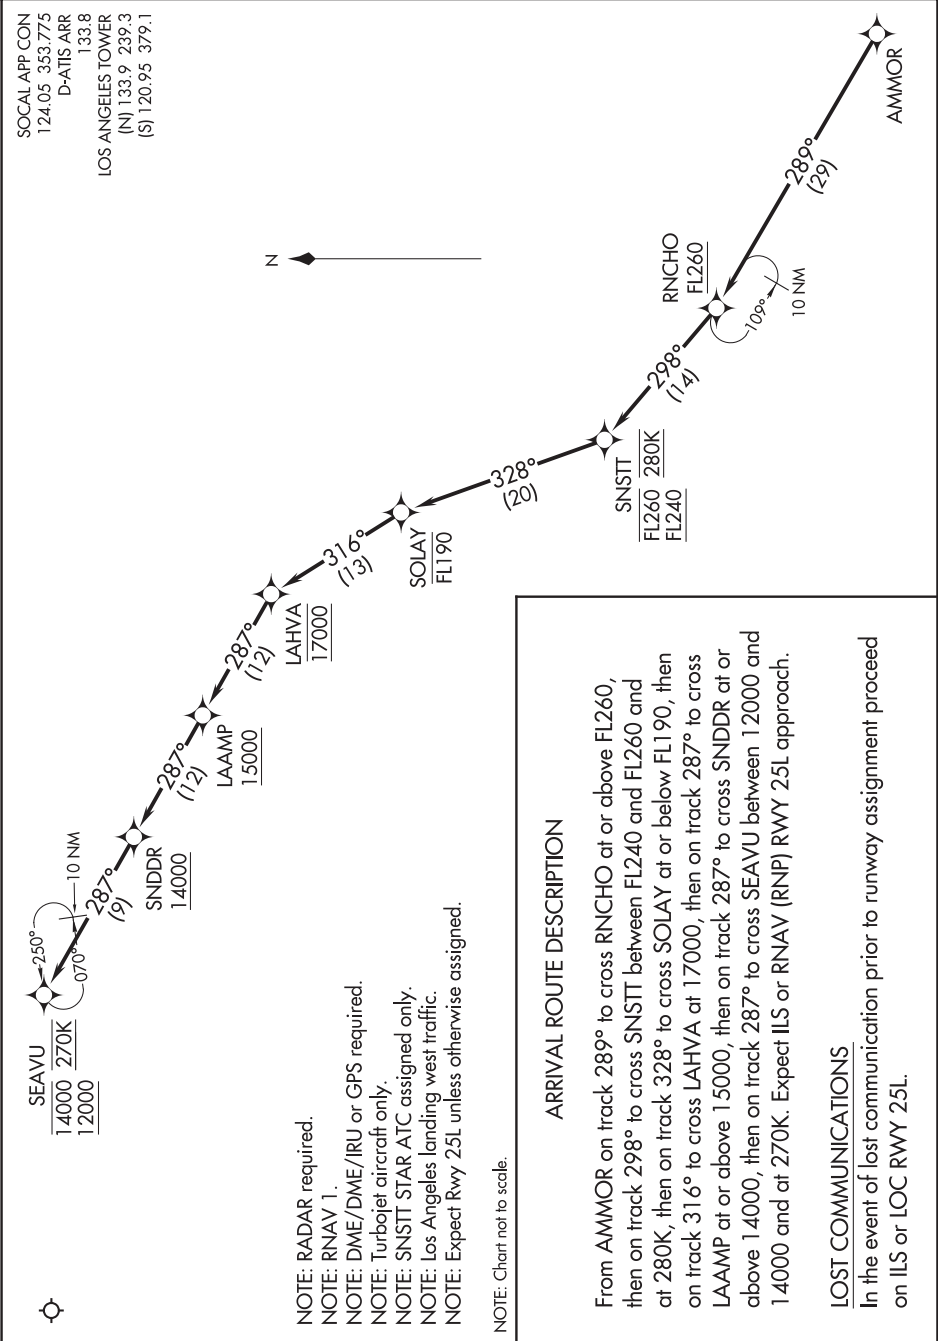 SOCAL APP CON
124.05 353.775
D-ATIS ARR
133.8
LOS ANGELES TOWER
(N) 133.9 239.3
(S) 120.95 379.1
N
AMMOR
289°
(29)
RNCHO
FL260
109°
10 NM
298°
(14)
SNSTT
FL260 280K
FL240
328°
(20)
SOLAY
FL190
316°
(13)
LAHVA
17000
287°
(12)
LAAMP
15000
287°
(12)
SNDDR
14000
287°
(9)
10 NM
250°
070°
SEAVU
14000 270K
12000
NOTE: RADAR required.
NOTE: RNAV 1.
NOTE: DME/DME/IRU or GPS required.
NOTE: Turbojet aircraft only.
NOTE: SNSTT STAR ATC assigned only.
NOTE: Los Angeles landing west traffic.
NOTE: Expect Rwy 25L unless otherwise assigned.
NOTE: Chart not to scale.
ARRIVAL ROUTE DESCRIPTION
From AMMOR on track 289° to cross RNCHO at or above FL260,
then on track 298° to cross SNSTT between FL240 and FL260 and
at 280K, then on track 328° to cross SOLAY at or below FL190, then
on track 316° to cross LAHVA at 17000, then on track 287° to cross
LAAMP at or above 15000, then on track 287° to cross SNDDR at or
above 14000, then on track 287° to cross SEAVU between 12000 and
14000 and at 270K. Expect ILS or RNAV (RNP) RWY 25L approach.
LOST COMMUNICATIONS
In the event of lost communication prior to runway assignment proceed
on ILS or LOC RWY 25L.